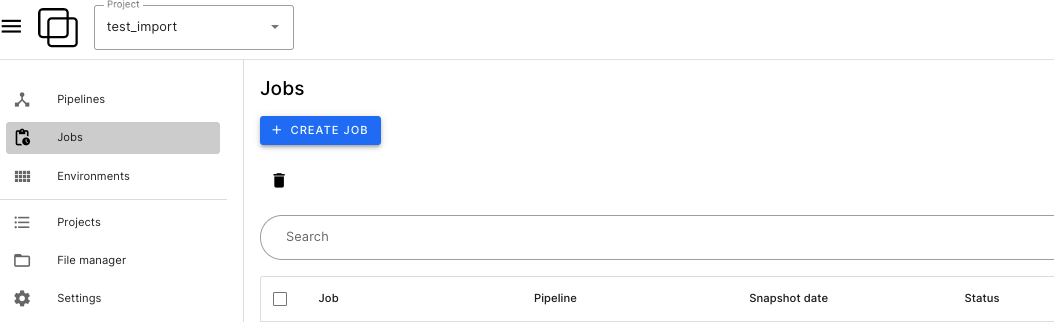 Project
test_import
Pipelines
Jobs
Environments
Projects
File manager
Settings
Jobs
+ CREATE JOB
Search
Job Pipeline Snapshot date Status